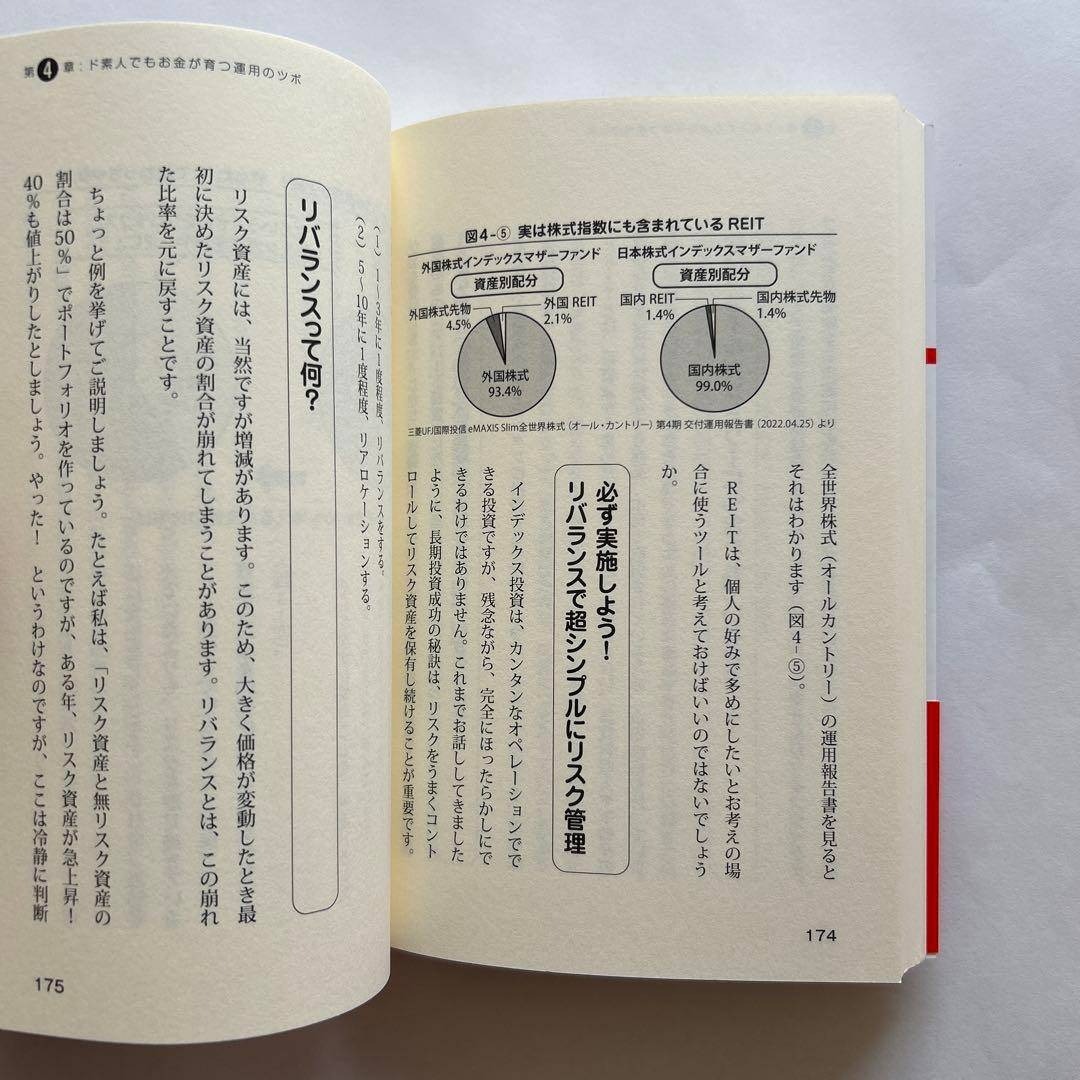 図4-⑤ 実は株式指数にも含まれているREIT
日本株式インデックスマザーファンド
資産別配分
国内REIT
1.4%
国内株式先物
1.4%
国内株式
99.0%
外国株式インデックスマザーファンド
資産別配分
外国株式先物
4.5%
外国REIT
2.1%
外国株式
93.4%
三菱UFJ国際投信 eMAXIS Slim全世界株式（オール・カントリー）第4期 交付運用報告書（2022.04.25）より
全世界株式（オールカントリー）の運用報告書を見ると
それはわかります（図4-⑤）。
REITは、個人の好みで多めにしたいとお考えの場
合に使うツールと考えておけばいいのではないでしょう
か。
必ず実施しよう！
リバランスで超シンプルにリスク管理
インデックス投資は、カンタンなオペレーションでで
きる投資ですが、残念ながら、完全にほったらかしにで
きるわけではありません。これまでお話ししてきました
ように、長期投資成功の秘訣は、リスクをうまくコント
ロールしてリスク資産を保有し続けることが重要です。
174
第4章：ド素人でもお金が育つ運用のツボ
（1）1〜3年に1度程度、リバランスをする。
（2）5〜10年に1度程度、リアロケーションする。
リバランスって何？
リスク資産には、当然ですが増減があります。このため、大きく価格が変動したとき最
初に決めたリスク資産の割合が崩れてしまうことがあります。リバランスとは、この崩れ
た比率を元に戻すことです。
ちょっと例を挙げてご説明しましょう。たとえば私は、「リスク資産と無リスク資産の
割合は50%」でポートフォリオを作っているのですが、ある年、リスク資産が急上昇！
40%も値上がりしたとしましょう。やった！ というわけなのですが、ここは冷静に判断
175